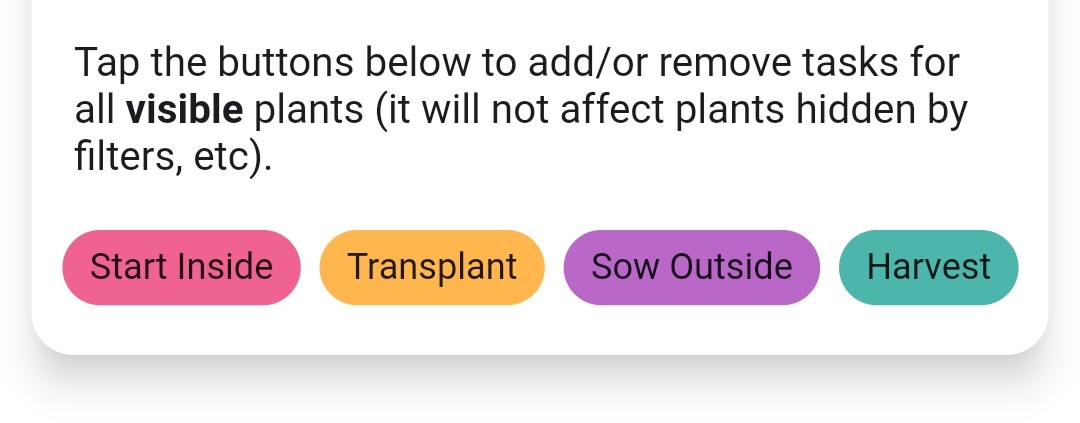 Tap the buttons below to add/or remove tasks for
all visible plants (it will not affect plants hidden by
filters, etc).
Start Inside Transplant Sow Outside Harvest